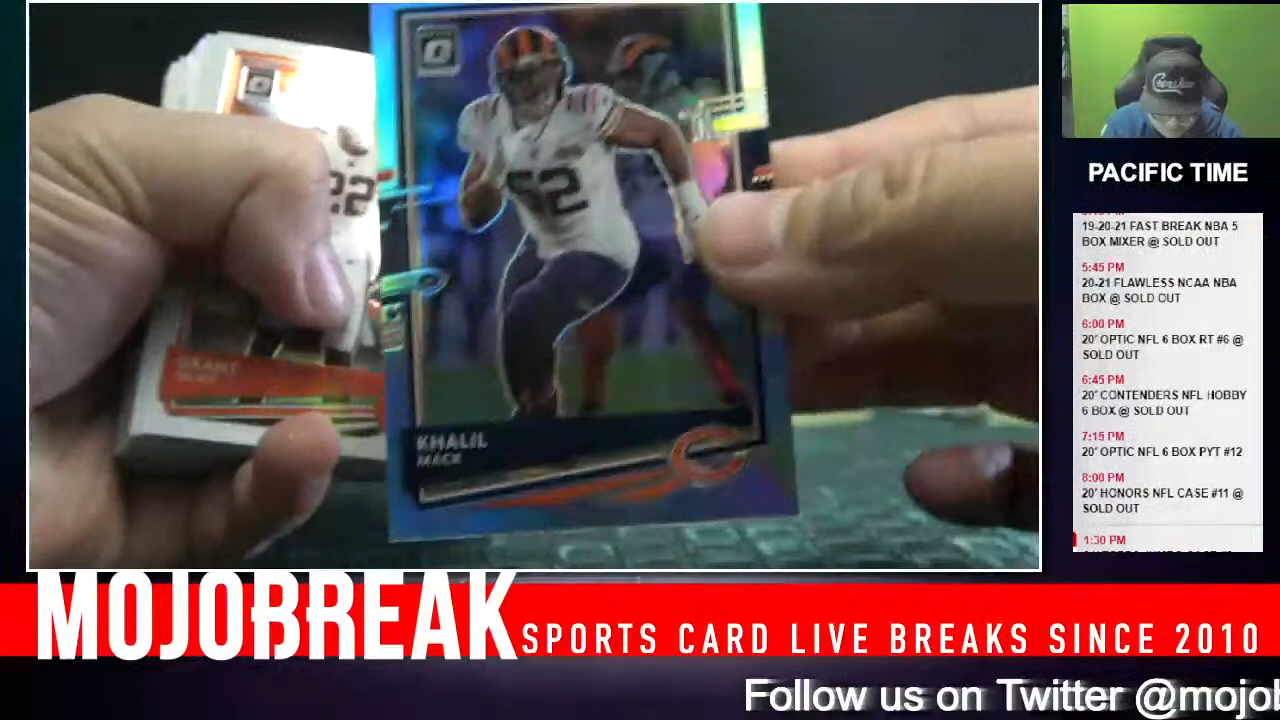 52
KHALIL
MACK
22
GRANT
PACIFIC TIME
19-20-21 FAST BREAK NBA 5
BOX MIXER @ SOLD OUT
5:45 PM
20-21 FLAWLESS NCAA NBA
BOX @ SOLD OUT
6:00 PM
20' OPTIC NFL 6 BOX RT #6 @
SOLD OUT
6:45 PM
20' CONTENDERS NFL HOBBY
6 BOX @ SOLD OUT
7:15 PM
20' OPTIC NFL 6 BOX PYT #12
8:00 PM
20' HONORS NFL CASE #11 @
SOLD OUT
1:30 PM
MOJOBREAK
SPORTS CARD LIVE BREAKS SINCE 2010
Follow us on Twitter